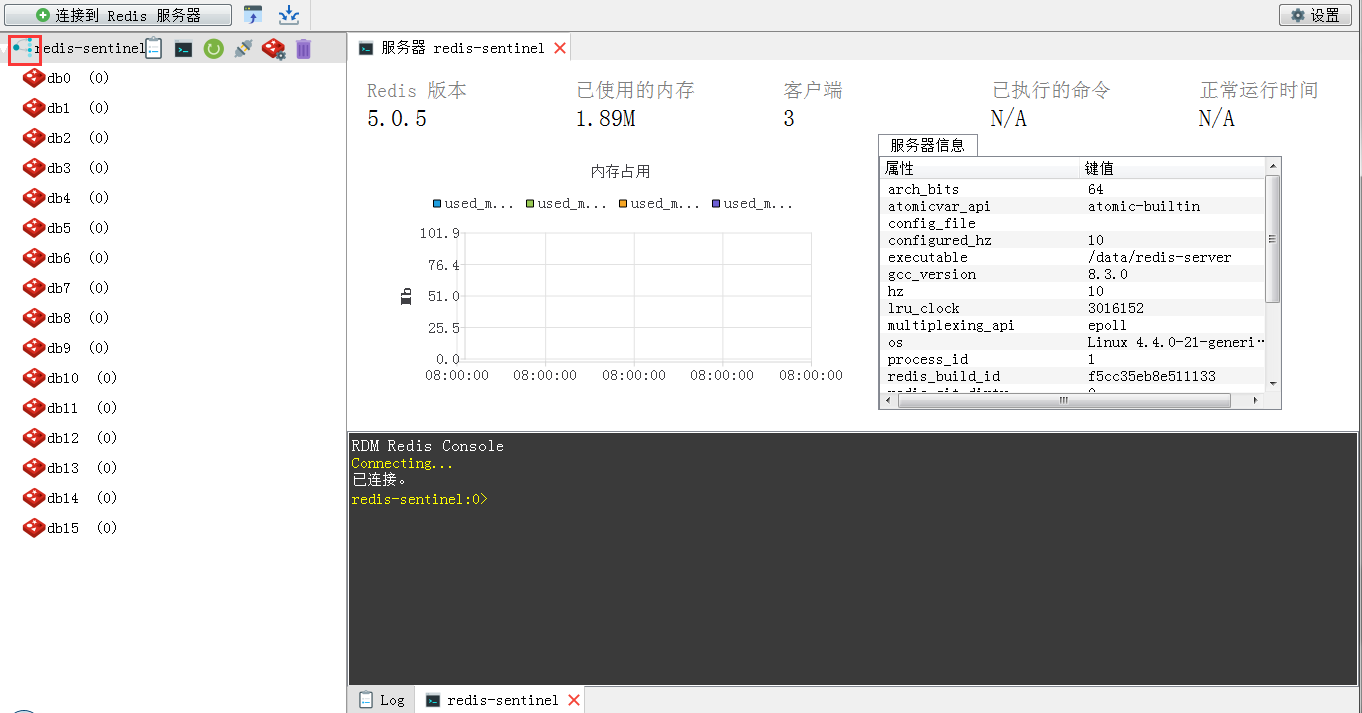 连接到 Redis 服务器
设置
redis-sentinel
db0 (0)
db1 (0)
db2 (0)
db3 (0)
db4 (0)
db5 (0)
db6 (0)
db7 (0)
db8 (0)
db9 (0)
db10 (0)
db11 (0)
db12 (0)
db13 (0)
db14 (0)
db15 (0)
服务器 redis-sentinel
Redis 版本 已使用的内存 客户端 已执行的命令 正常运行时间
5.0.5 1.89M 3 N/A N/A
内存占用
used_m... used_m... used_m... used_m...
101.9
76.4
51.0
25.5
0.0
Mb
08:00:00 08:00:00 08:00:00 08:00:00 08:00:00
服务器信息
属性 键值
arch_bits 64
atomicvar_api atomic-builtin
config_file
configured_hz 10
executable /data/redis-server
gcc_version 8.3.0
hz 10
lru_clock 3016152
multiplexing_api epoll
os Linux 4.4.0-21-generi…
process_id 1
redis_build_id f5cc35eb8e511133
redis_git_dirty 0
RDM Redis Console
Connecting...
已连接。
redis-sentinel:0>
Log redis-sentinel